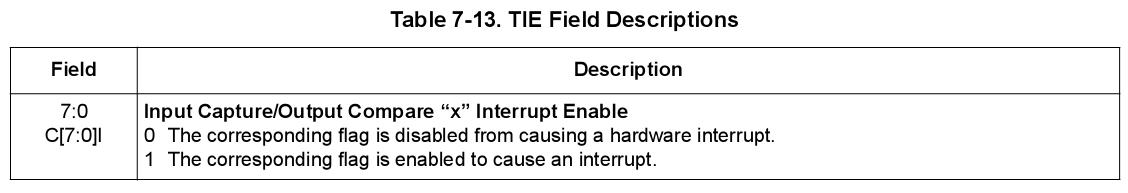 Table 7-13. TIE Field Descriptions
Field Description
7:0 Input Capture/Output Compare “x” Interrupt Enable
C[7:0]I 0 The corresponding flag is disabled from causing a hardware interrupt.
1 The corresponding flag is enabled to cause an interrupt.